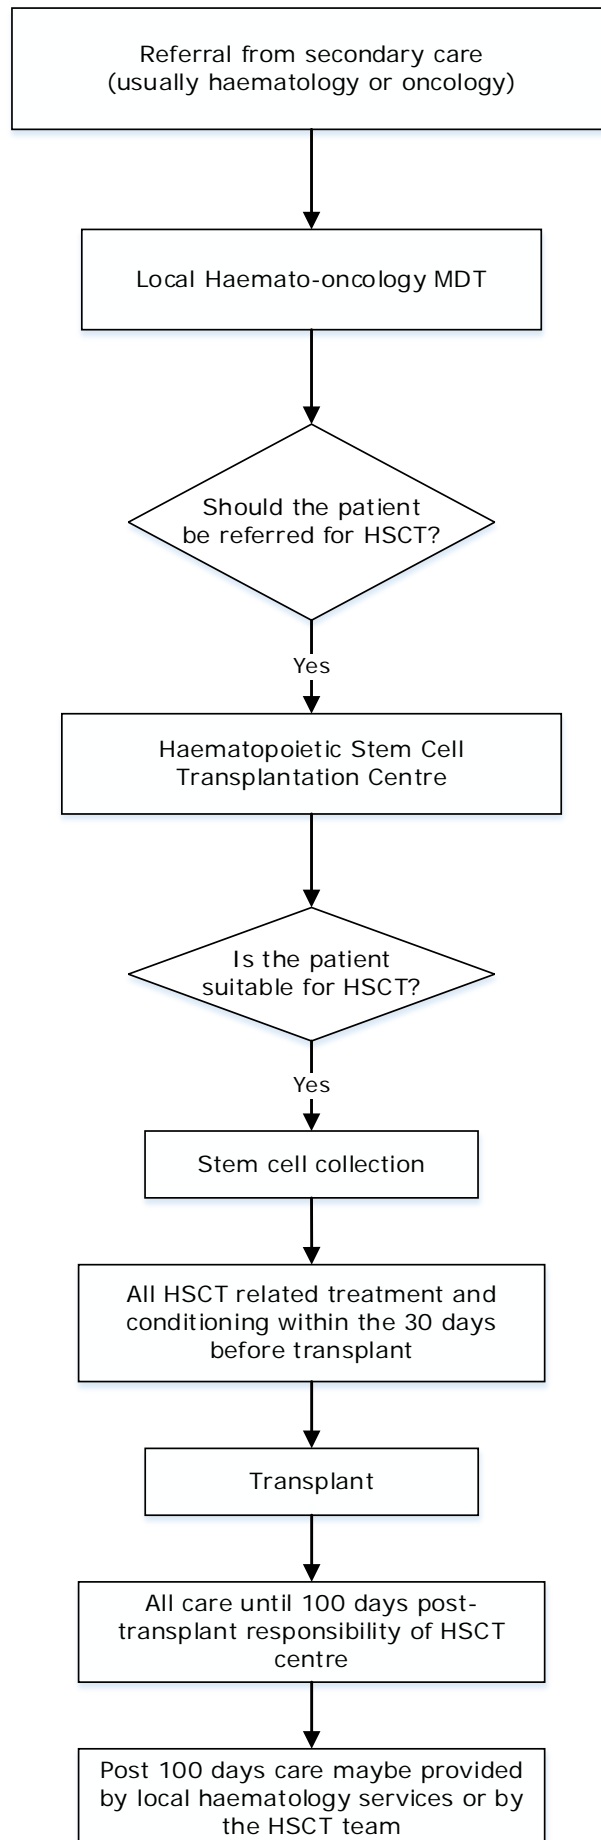 Referral from secondary care
(usually haematology or oncology)
Local Haemato-oncology MDT
Should the patient
be referred for HSCT?
Yes
Haematopoietic Stem Cell
Transplantation Centre
Is the patient
suitable for HSCT?
Yes
Stem cell collection
All HSCT related treatment and
conditioning within the 30 days
before transplant
Transplant
All care until 100 days post-
transplant responsibility of HSCT
centre
Post 100 days care maybe provided
by local haematology services or by
the HSCT team